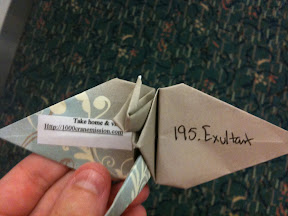 Take home & v
http://1000cranemission.com
195. Exultant